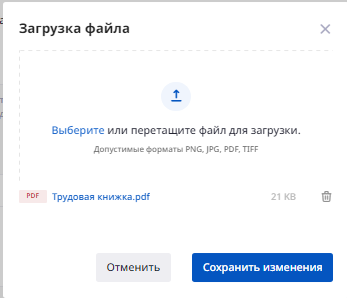 Загрузка файла
Выберите или перетащите файл для загрузки.
Допустимые форматы PNG, JPG, PDF, TIFF
PDF Трудовая книжка.pdf 21 KB
Отменить Сохранить изменения